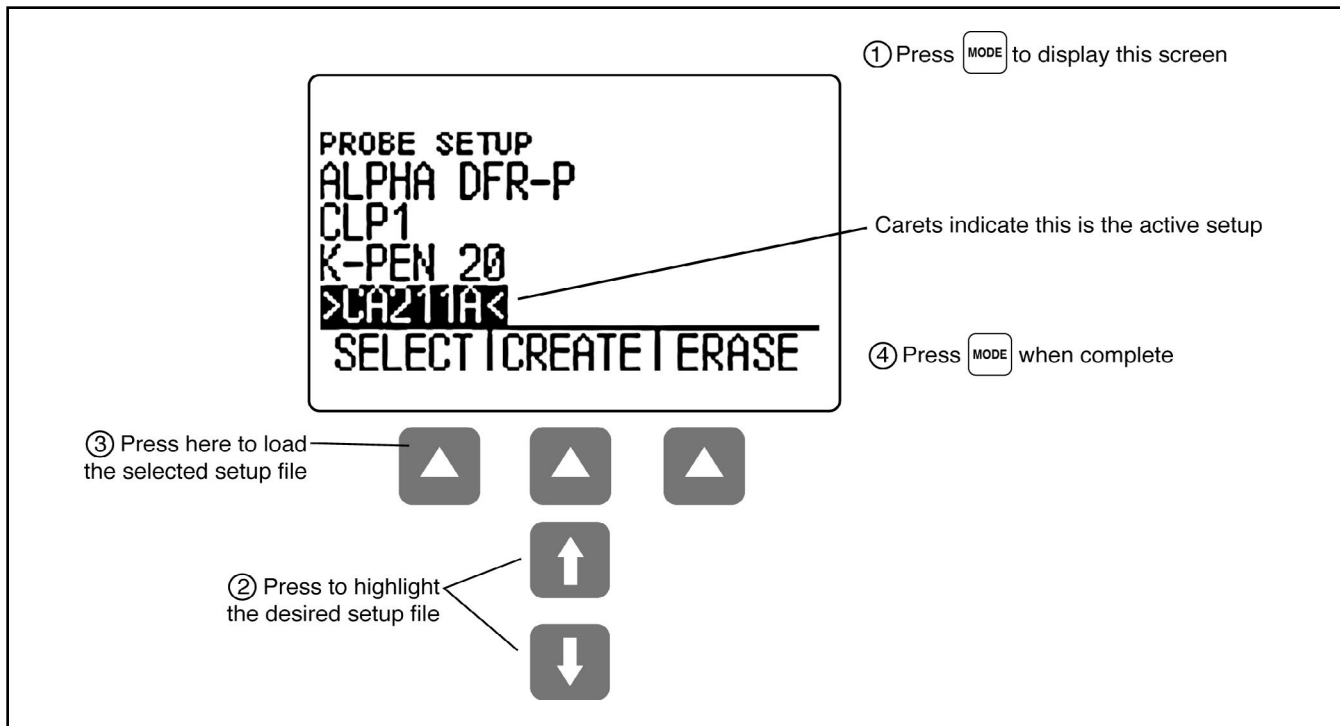 ① Press MODE to display this screen
PROBE SETUP
ALPHA DFR-P
CLP1
K-PEN 20
>CA211A<
SELECT CREATE ERASE
Carets indicate this is the active setup
④ Press MODE when complete
③ Press here to load
the selected setup file
② Press to highlight
the desired setup file